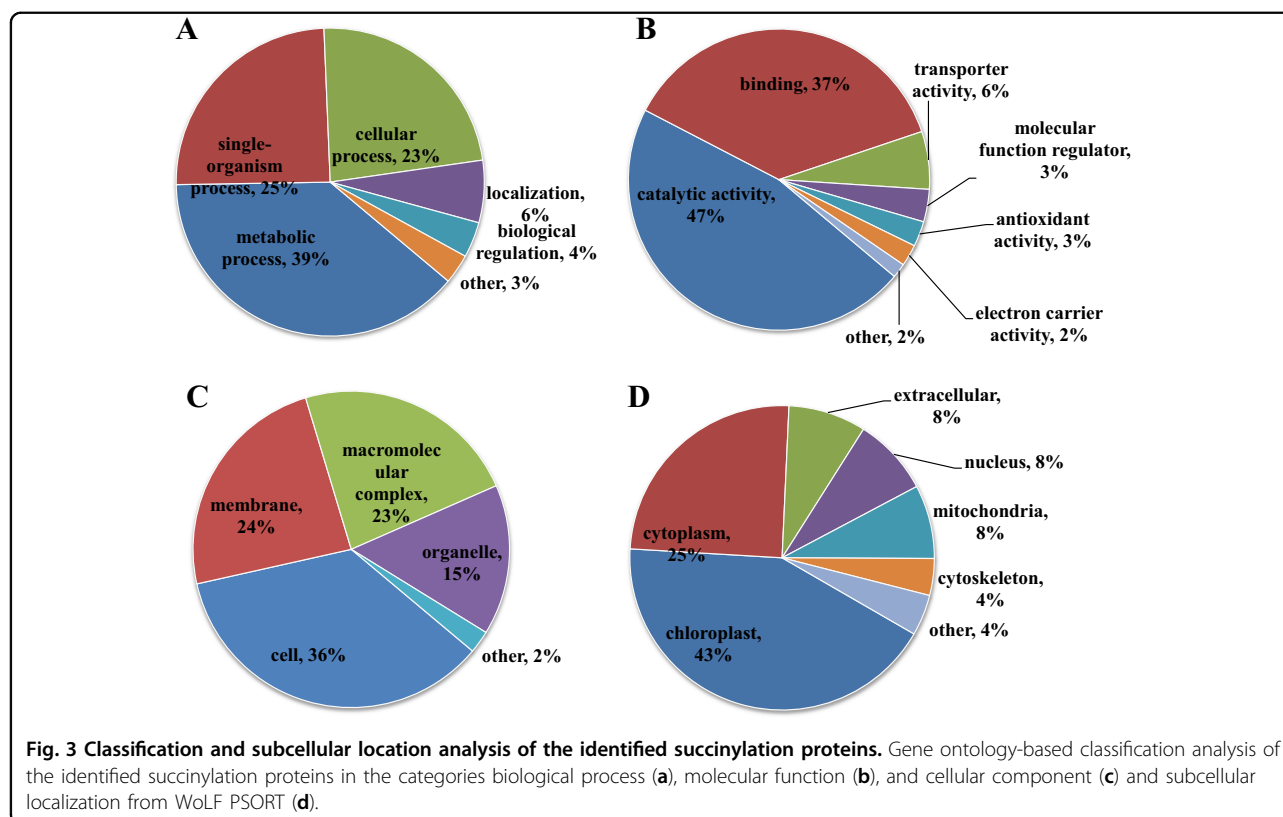 A
single-
organism
process, 25%
cellular
process, 23%
localization,
6%
biological
regulation, 4%
other, 3%
metabolic
process, 39%
B
binding, 37%
transporter
activity, 6%
molecular
function regulator,
3%
antioxidant
activity, 3%
electron carrier
activity, 2%
other, 2%
catalytic activity,
47%
C
macromolec
ular
complex,
23%
membrane,
24%
organelle,
15%
other, 2%
cell, 36%
D
extracellular,
8%
nucleus, 8%
mitochondria,
8%
cytoskeleton,
4%
other, 4%
cytoplasm,
25%
chloroplast,
43%
Fig. 3 Classification and subcellular location analysis of the identified succinylation proteins. Gene ontology-based classification analysis of
the identified succinylation proteins in the categories biological process (a), molecular function (b), and cellular component (c) and subcellular
localization from WoLF PSORT (d).